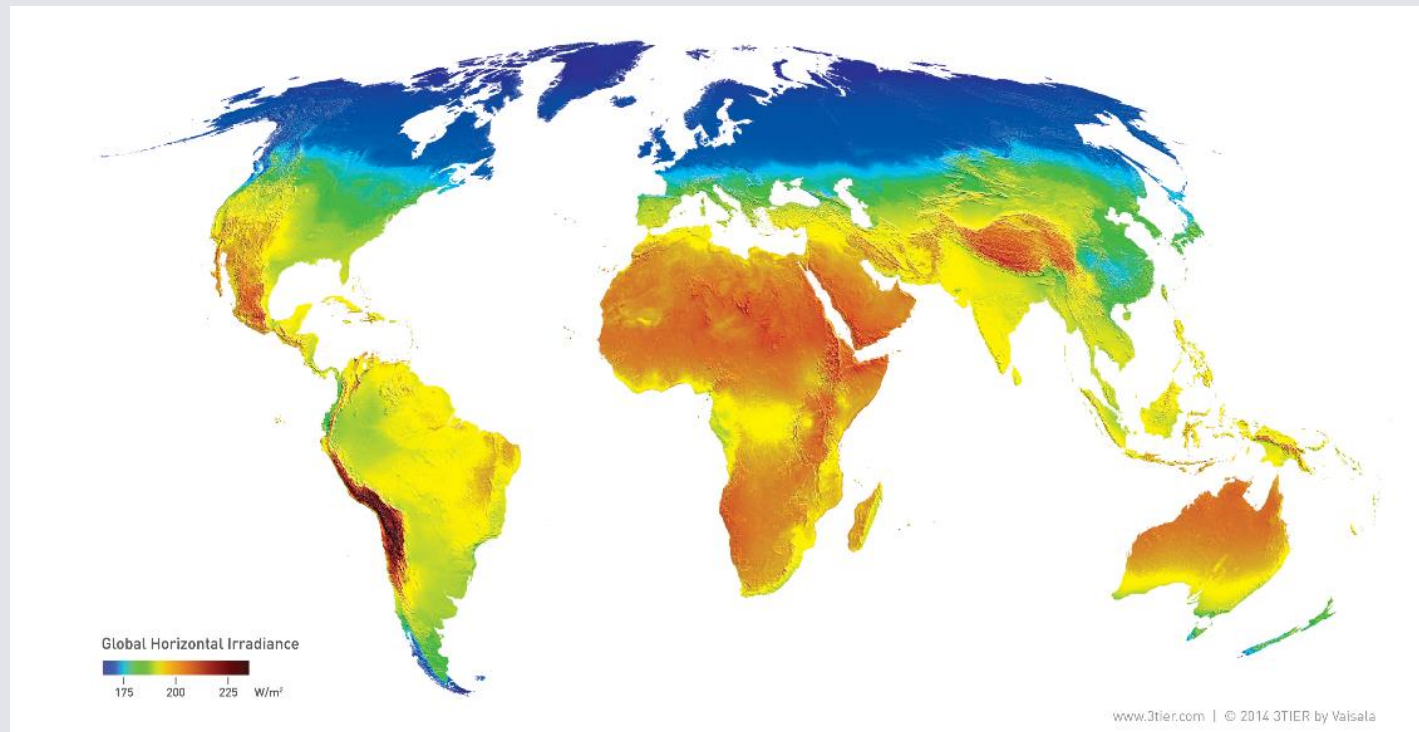 Global Horizontal Irradiance
175 200 225 W/m²
www.3tier.com | © 2014 3TIER by Vaisala